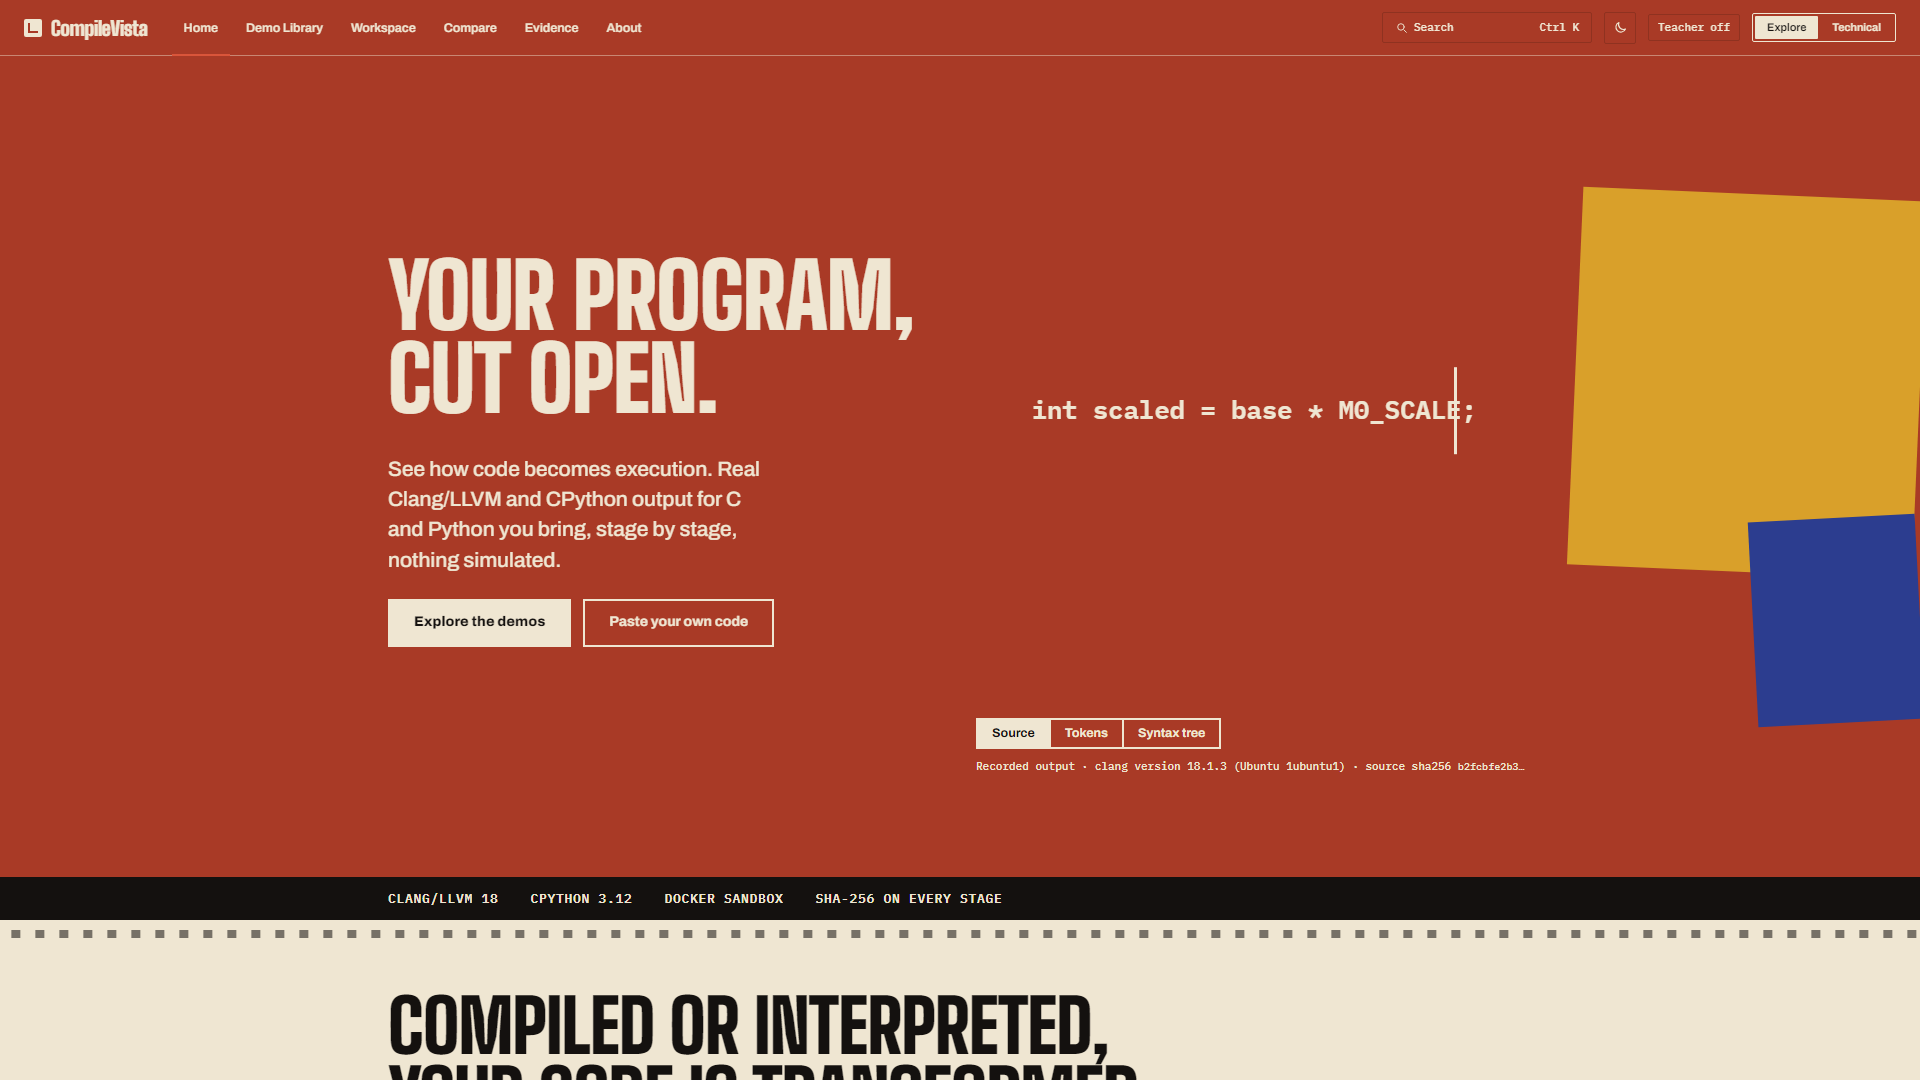 CompileVista
Home Demo Library Workspace Compare Evidence About
Search Ctrl K
Teacher off
Explore Technical
YOUR PROGRAM,
CUT OPEN.
See how code becomes execution. Real
Clang/LLVM and CPython output for C
and Python you bring, stage by stage,
nothing simulated.
Explore the demos
Paste your own code
int scaled = base * M0_SCALE;
Source Tokens Syntax tree
Recorded output · clang version 18.1.3 (Ubuntu 1ubuntu1) · source sha256 b2fcbfe2b3…
CLANG/LLVM 18 CPYTHON 3.12 DOCKER SANDBOX SHA-256 ON EVERY STAGE
COMPILED OR INTERPRETED,
YOUR CODE IS TRANSFORMED